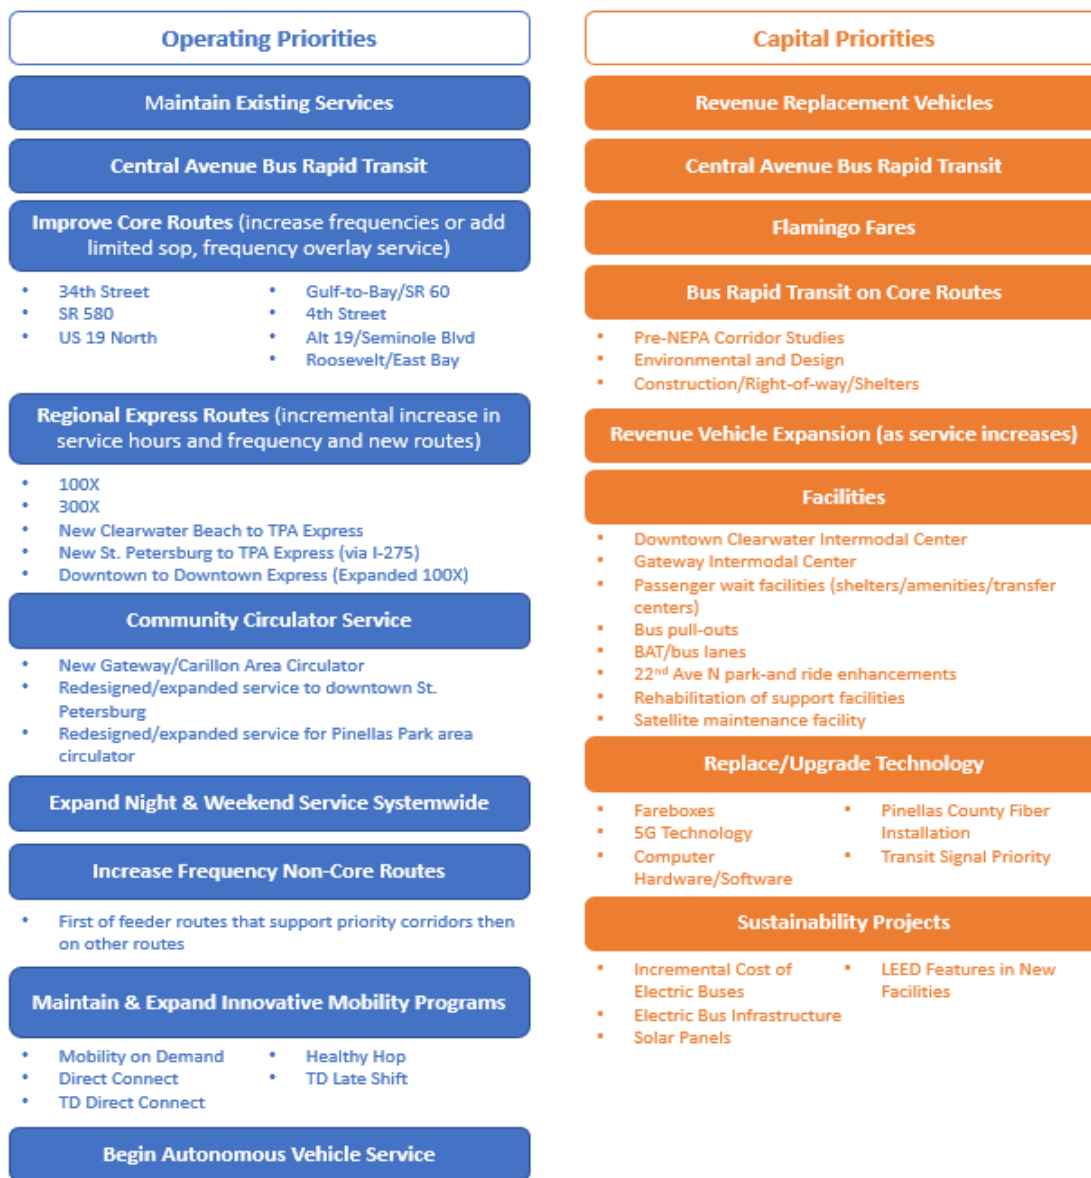 Operating Priorities
Maintain Existing Services
Central Avenue Bus Rapid Transit
Improve Core Routes (increase frequencies or add
limited sop, frequency overlay service)
• 34th Street
• SR 580
• US 19 North
• Gulf-to-Bay/SR 60
• 4th Street
• Alt 19/Seminole Blvd
• Roosevelt/East Bay
Regional Express Routes (incremental increase in
service hours and frequency and new routes)
• 100X
• 300X
• New Clearwater Beach to TPA Express
• New St. Petersburg to TPA Express (via I-275)
• Downtown to Downtown Express (Expanded 100X)
Community Circulator Service
• New Gateway/Carillon Area Circulator
• Redesigned/expanded service to downtown St.
Petersburg
• Redesigned/expanded service for Pinellas Park area
circulator
Expand Night & Weekend Service Systemwide
Increase Frequency Non-Core Routes
• First of feeder routes that support priority corridors then
on other routes
Maintain & Expand Innovative Mobility Programs
• Mobility on Demand
• Direct Connect
• TD Direct Connect
• Healthy Hop
• TD Late Shift
Begin Autonomous Vehicle Service
Capital Priorities
Revenue Replacement Vehicles
Central Avenue Bus Rapid Transit
Flamingo Fares
Bus Rapid Transit on Core Routes
▪ Pre-NEPA Corridor Studies
▪ Environmental and Design
▪ Construction/Right-of-way/Shelters
Revenue Vehicle Expansion (as service increases)
Facilities
▪ Downtown Clearwater Intermodal Center
▪ Gateway Intermodal Center
▪ Passenger wait facilities (shelters/amenities/transfer
centers)
▪ Bus pull-outs
▪ BAT/bus lanes
▪ 22nd Ave N park-and ride enhancements
▪ Rehabilitation of support facilities
▪ Satellite maintenance facility
Replace/Upgrade Technology
▪ Fareboxes
▪ 5G Technology
▪ Computer
Hardware/Software
▪ Pinellas County Fiber
Installation
▪ Transit Signal Priority
Sustainability Projects
▪ Incremental Cost of
Electric Buses
▪ Electric Bus Infrastructure
▪ Solar Panels
▪ LEED Features in New
Facilities